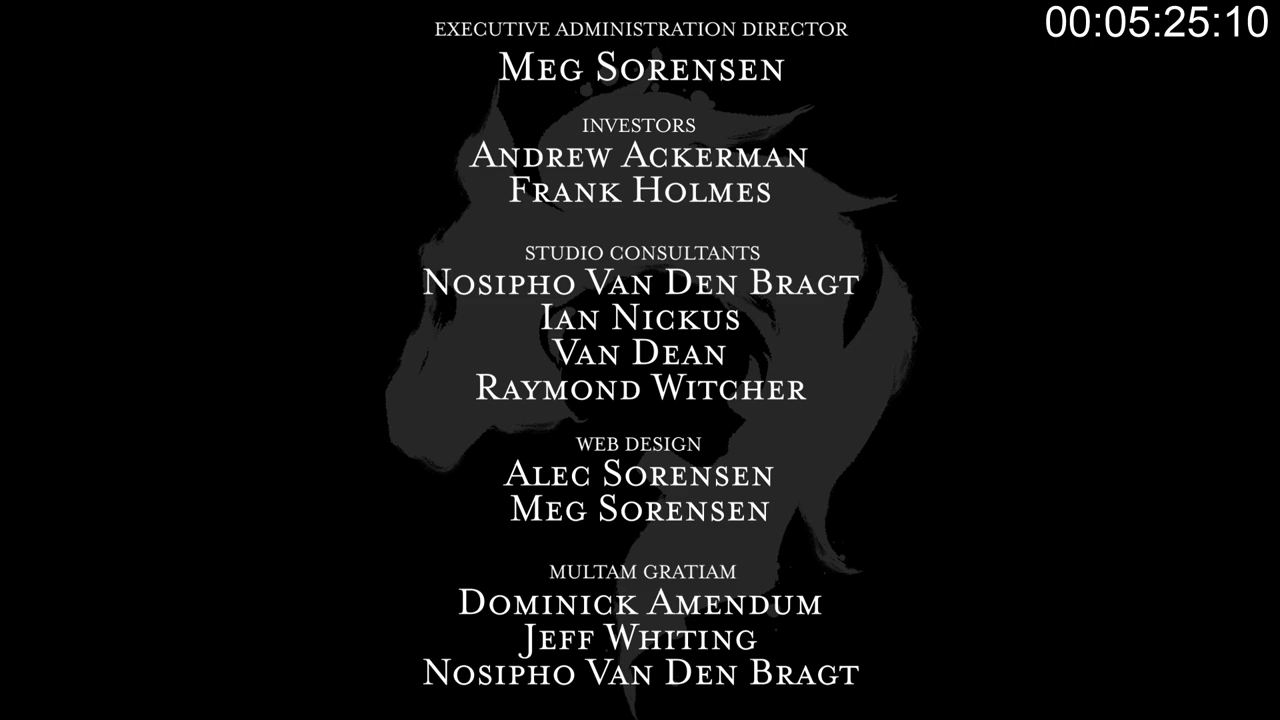 00:05:25:10
EXECUTIVE ADMINISTRATION DIRECTOR
MEG SORENSEN
INVESTORS
ANDREW ACKERMAN
FRANK HOLMES
STUDIO CONSULTANTS
NOSIPHO VAN DEN BRAGT
IAN NICKUS
VAN DEAN
RAYMOND WITCHER
WEB DESIGN
ALEC SORENSEN
MEG SORENSEN
MULTAM GRATIAM
DOMINICK AMENDUM
JEFF WHITING
NOSIPHO VAN DEN BRAGT